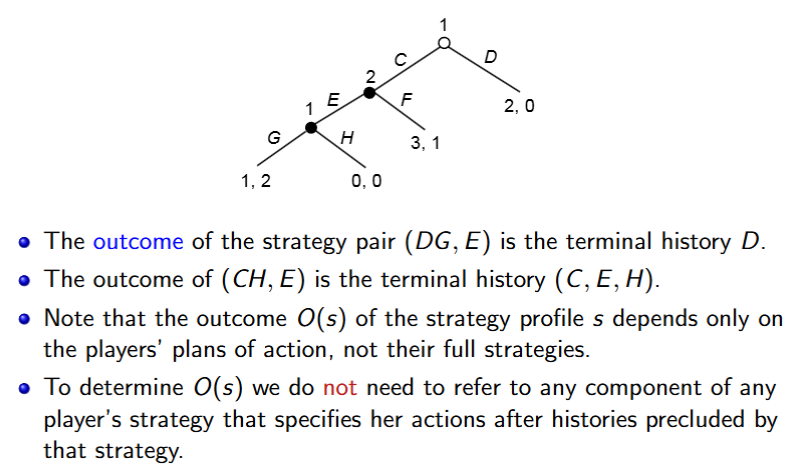 1
C
D
2
2, 0
E
F
1
3, 1
G
H
1, 2
0, 0
The outcome of the strategy pair (DG, E) is the terminal history D.
The outcome of (CH, E) is the terminal history (C, E, H).
Note that the outcome O(s) of the strategy profile s depends only on
the players' plans of action, not their full strategies.
To determine O(s) we do not need to refer to any component of any
player's strategy that specifies her actions after histories precluded by
that strategy.